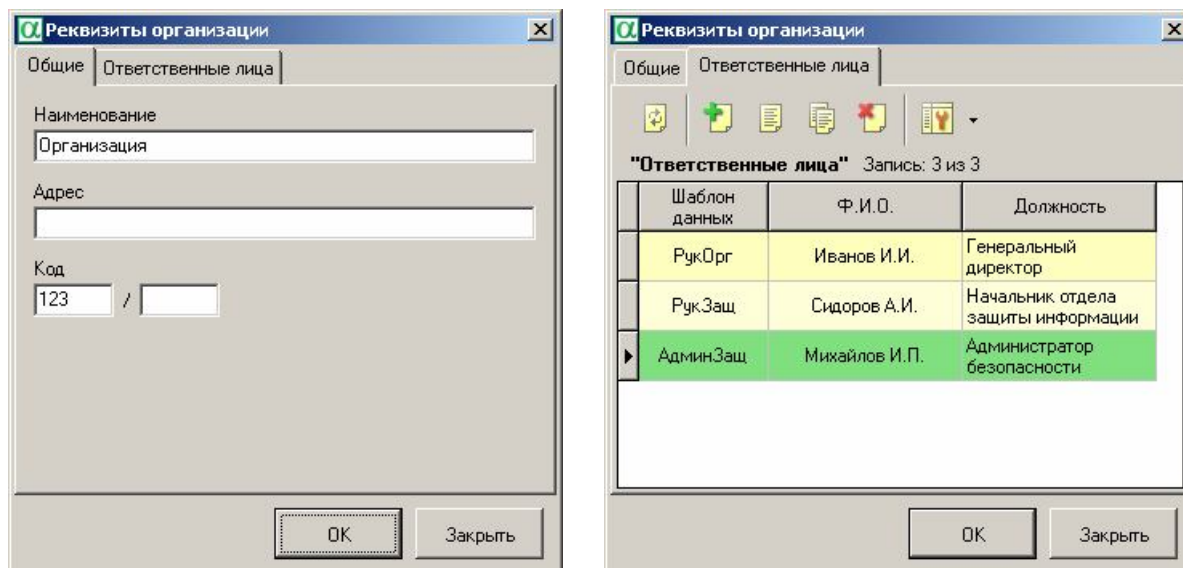 Реквизиты организации
Общие
Ответственные лица
Наименование
Организация
Адрес
Код
123 /
OK
Закрыть
Реквизиты организации
Общие
Ответственные лица
"Ответственные лица" Запись: 3 из 3
Шаблон
данных
Ф.И.О.
Должность
РукОрг
Иванов И.И.
Генеральный
директор
РукЗащ
Сидоров А.И.
Начальник отдела
защиты информации
АдминЗащ
Михайлов И.П.
Администратор
безопасности
OK
Закрыть